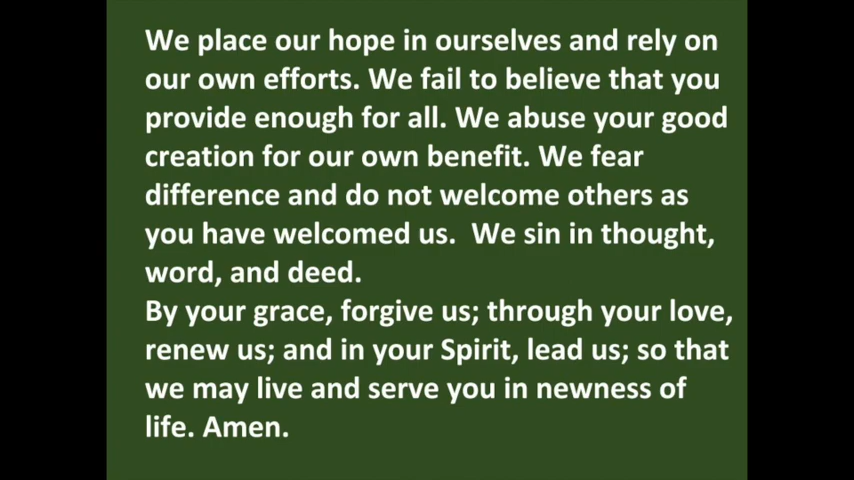 We place our hope in ourselves and rely on
our own efforts. We fail to believe that you
provide enough for all. We abuse your good
creation for our own benefit. We fear
difference and do not welcome others as
you have welcomed us.  We sin in thought,
word, and deed.
By your grace, forgive us; through your love,
renew us; and in your Spirit, lead us; so that
we may live and serve you in newness of
life. Amen.